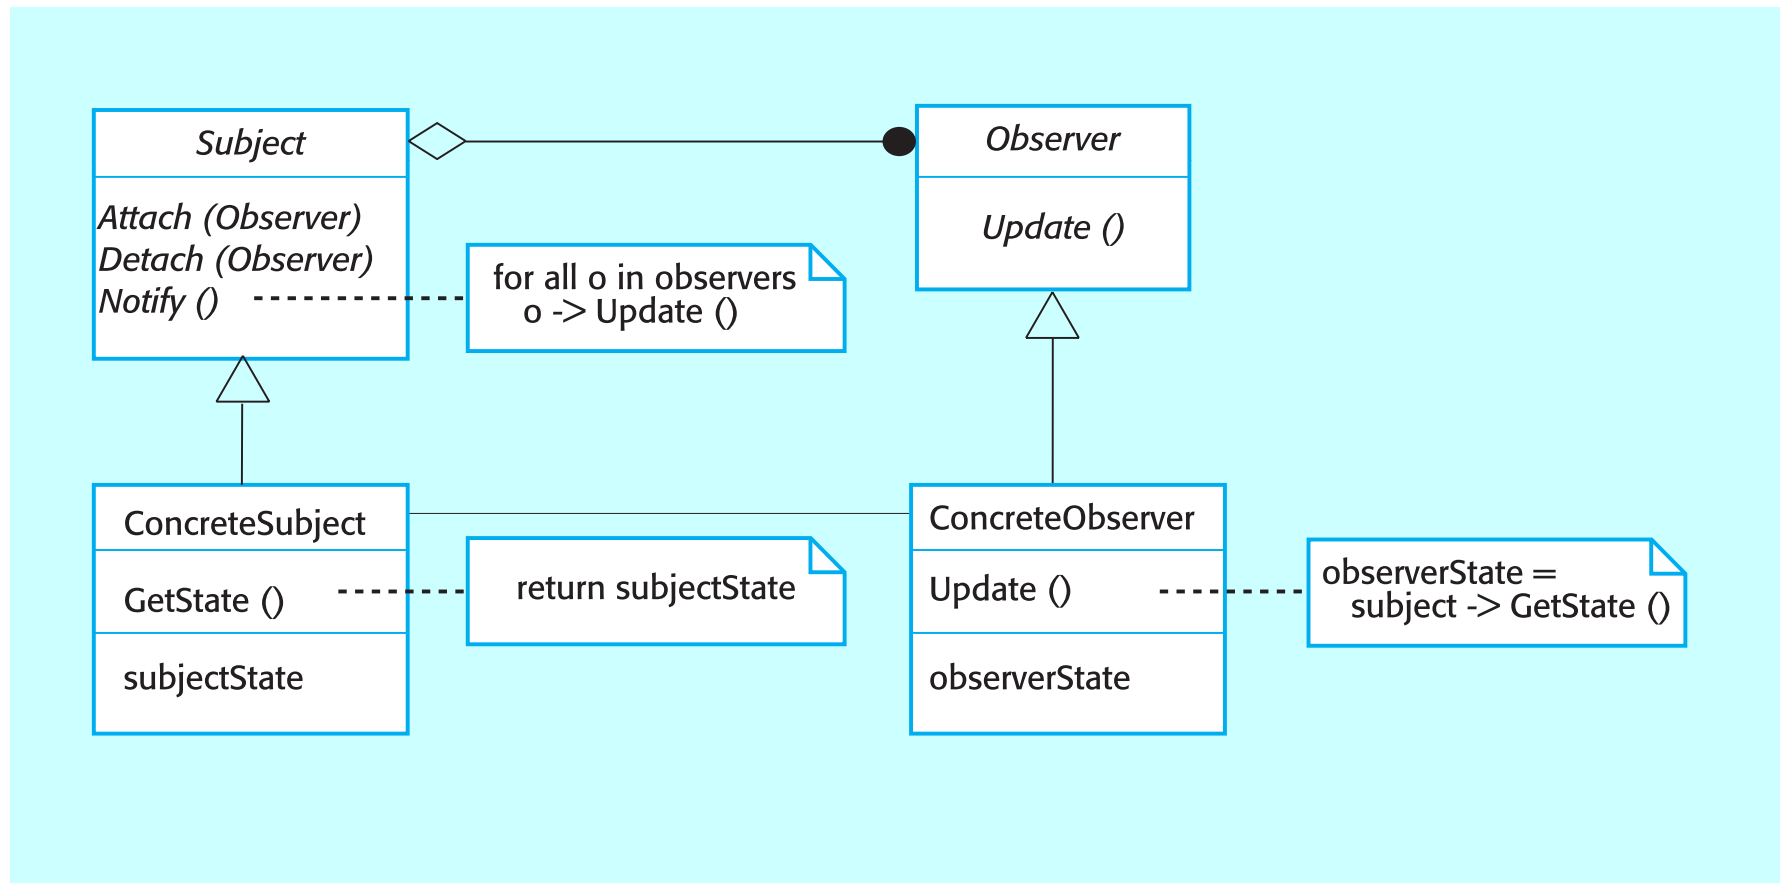 Subject
Attach (Observer)
Detach (Observer)
Notify ()
for all o in observers
o -> Update ()
Observer
Update ()
ConcreteSubject
GetState ()
subjectState
return subjectState
ConcreteObserver
Update ()
observerState
observerState =
subject -> GetState ()